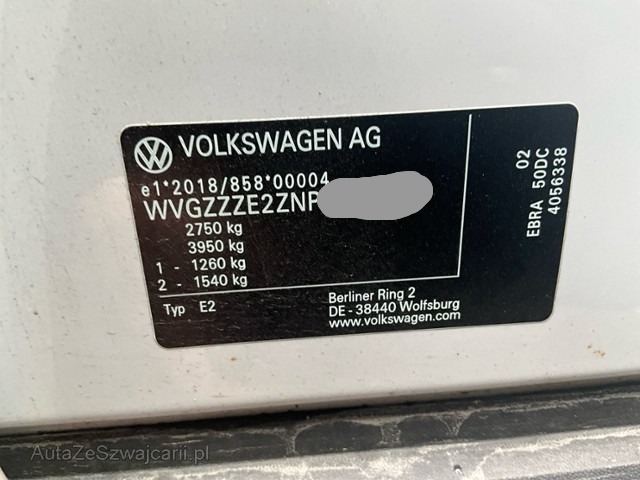 VOLKSWAGEN AG
e1*2018/858*00004
WVGZZZE2ZNP
2750 kg
3950 kg
1 - 1260 kg
2 - 1540 kg
Typ E2
Berliner Ring 2
DE - 38440 Wolfsburg
www.volkswagen.com
02
EBRA 50DC
4056338
AutaZeSzwajcarii.pl